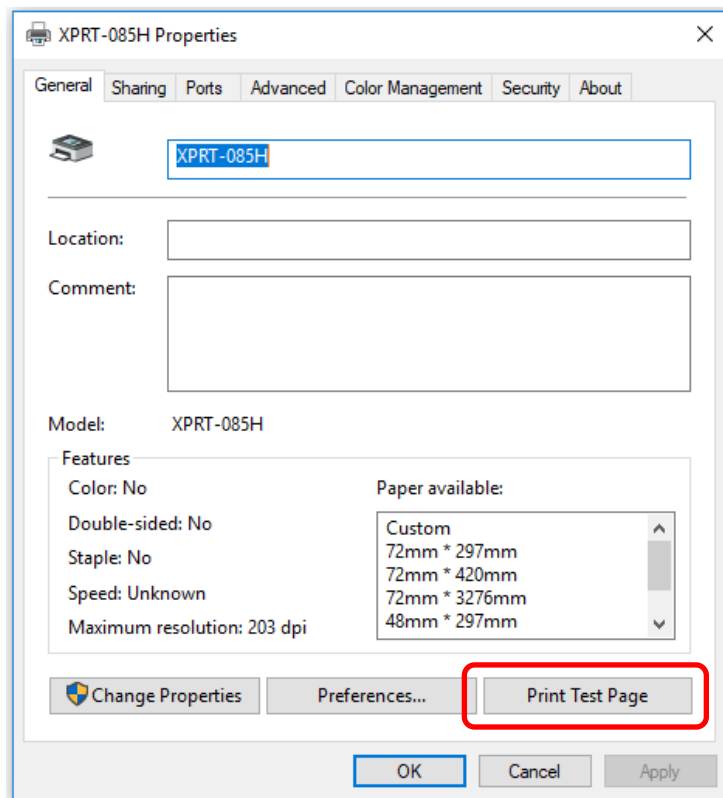 XPRT-085H Properties
General Sharing Ports Advanced Color Management Security About
XPRT-085H
Location:
Comment:
Model: XPRT-085H
Features
Color: No
Double-sided: No
Staple: No
Speed: Unknown
Maximum resolution: 203 dpi
Paper available:
Custom
72mm * 297mm
72mm * 420mm
72mm * 3276mm
48mm * 297mm
Change Properties Preferences... Print Test Page
OK Cancel Apply